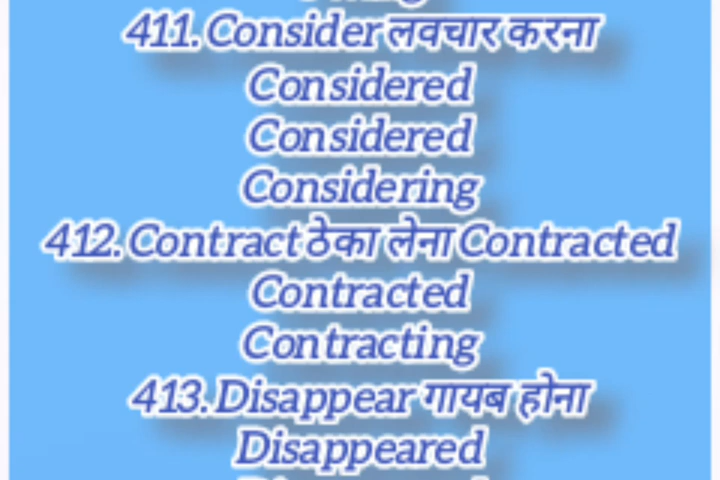 411. Consider लवचार करना
Considered
Considered
Considering
412. Contract ठेका लेना Contracted
Contracted
Contracting
413. Disappear गायब होना
Disappeared